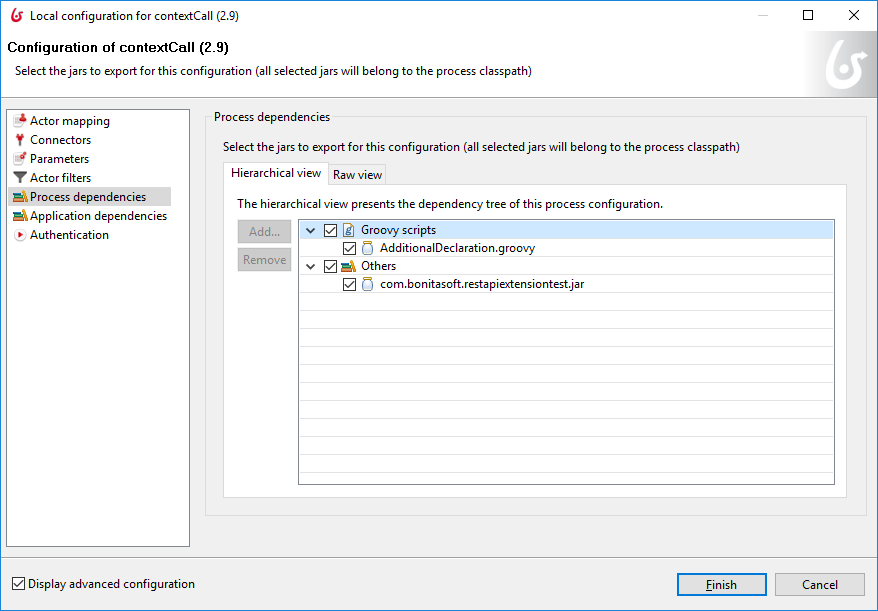 Local configuration for contextCall (2.9)
Configuration of contextCall (2.9)
Select the jars to export for this configuration (all selected jars will belong to the process classpath)
Actor mapping
Connectors
Parameters
Actor filters
Process dependencies
Application dependencies
Authentication
Process dependencies
Select the jars to export for this configuration (all selected jars will belong to the process classpath)
Hierarchical view
Raw view
The hierarchical view presents the dependency tree of this process configuration.
Add...
Remove
Groovy scripts
AdditionalDeclaration.groovy
Others
com.bonitasoft.restapiextensiontest.jar
Display advanced configuration
Finish
Cancel